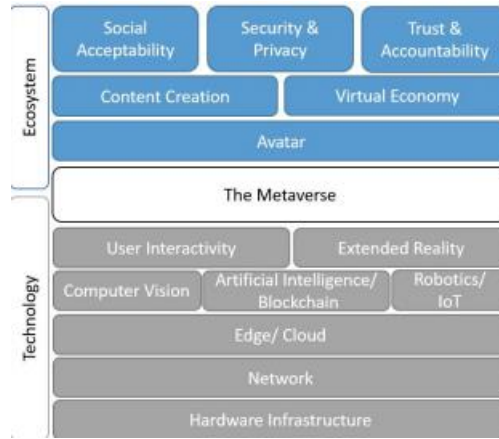 Ecosystem
Social
Acceptability
Security &
Privacy
Trust &
Accountability
Content Creation
Virtual Economy
Avatar
The Metaverse
Technology
User Interactivity
Extended Reality
Computer Vision
Artificial Intelligence/
Blockchain
Robotics/
IoT
Edge/ Cloud
Network
Hardware Infrastructure